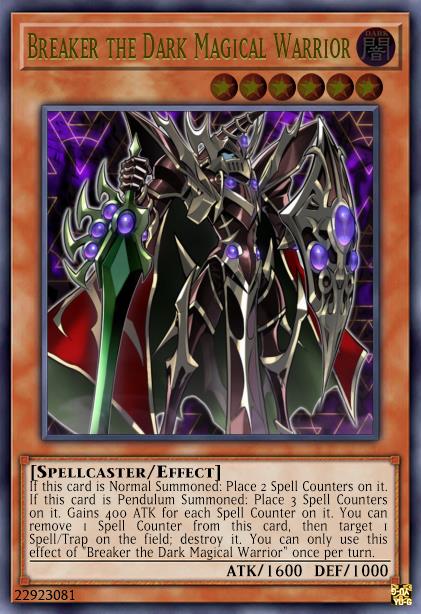 Breaker the Dark Magical Warrior
DARK
闇
[Spellcaster/Effect]
If this card is Normal Summoned: Place 2 Spell Counters on it.
If this card is Pendulum Summoned: Place 3 Spell Counters
on it. Gains 400 ATK for each Spell Counter on it. You can
remove 1 Spell Counter from this card, then target 1
Spell/Trap on the field; destroy it. You can only use this
effect of "Breaker the Dark Magical Warrior" once per turn.
ATK/1600 DEF/1000
22923081